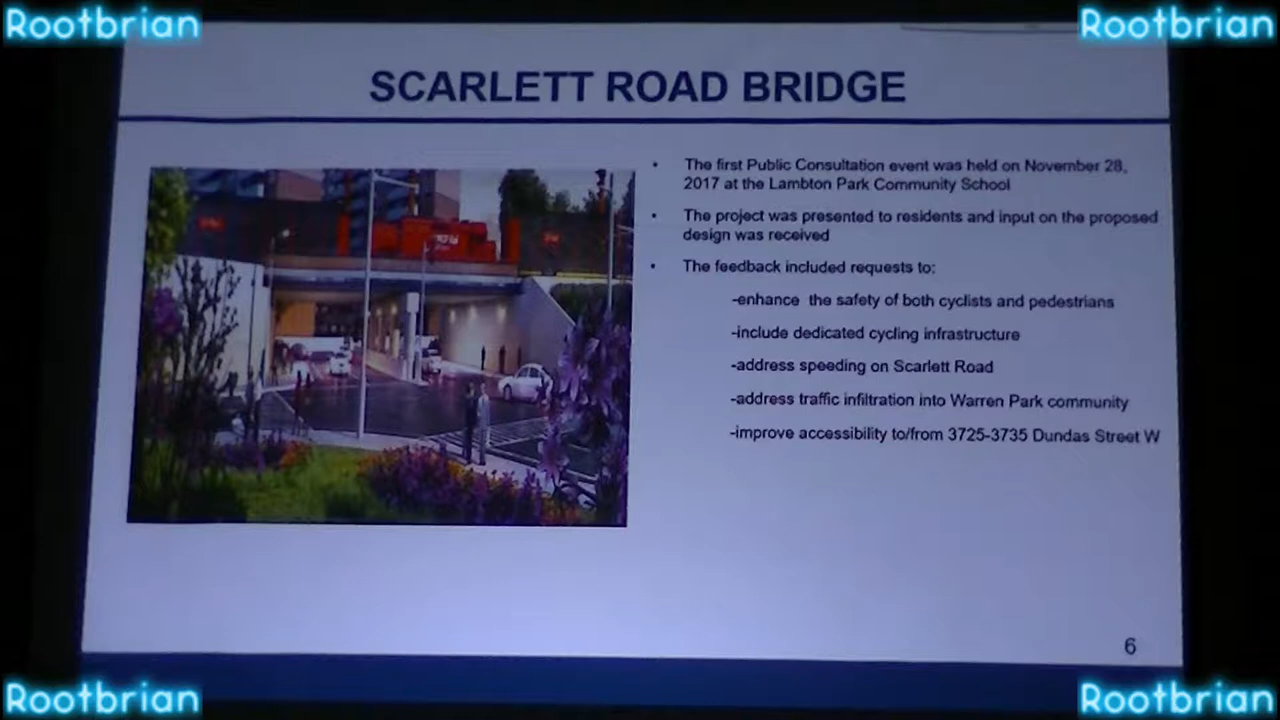 Rootbrian
Rootbrian
SCARLETT ROAD BRIDGE
• The first Public Consultation event was held on November 28,
2017 at the Lambton Park Community School
• The project was presented to residents and input on the proposed
design was received
• The feedback included requests to:
-enhance the safety of both cyclists and pedestrians
-include dedicated cycling infrastructure
-address speeding on Scarlett Road
-address traffic infiltration into Warren Park community
-improve accessibility to/from 3725-3735 Dundas Street W
6
Rootbrian
Rootbrian